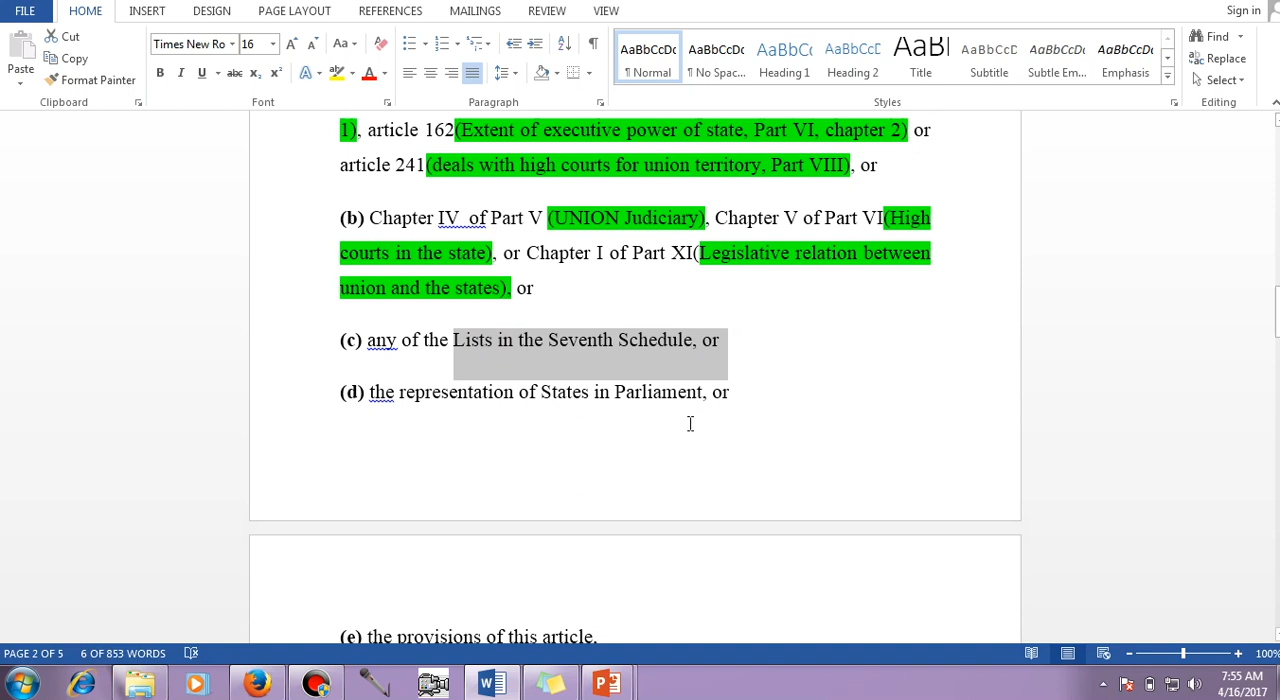 FILE HOME INSERT DESIGN PAGE LAYOUT REFERENCES MAILINGS REVIEW VIEW Sign in
Paste Cut Copy Format Painter Clipboard
Times New Ro 16 Aa Font
Paragraph
AaBbCcDc AaBbCcDc AaBbCc AaBbCcD AaBl AaBbCcD AaBbCcDc AaBbCcDc
¶ Normal ¶ No Spac... Heading 1 Heading 2 Title Subtitle Subtle Em... Emphasis
Styles
Find Replace Select Editing
1), article 162(Extent of executive power of state, Part VI, chapter 2) or
article 241(deals with high courts for union territory, Part VIII), or
(b) Chapter IV of Part V (UNION Judiciary), Chapter V of Part VI(High
courts in the state), or Chapter I of Part XI(Legislative relation between
union and the states), or
(c) any of the Lists in the Seventh Schedule, or
(d) the representation of States in Parliament, or
(e) the provisions of this article,
PAGE 2 OF 5 6 OF 853 WORDS 100%
7:55 AM
4/16/2017